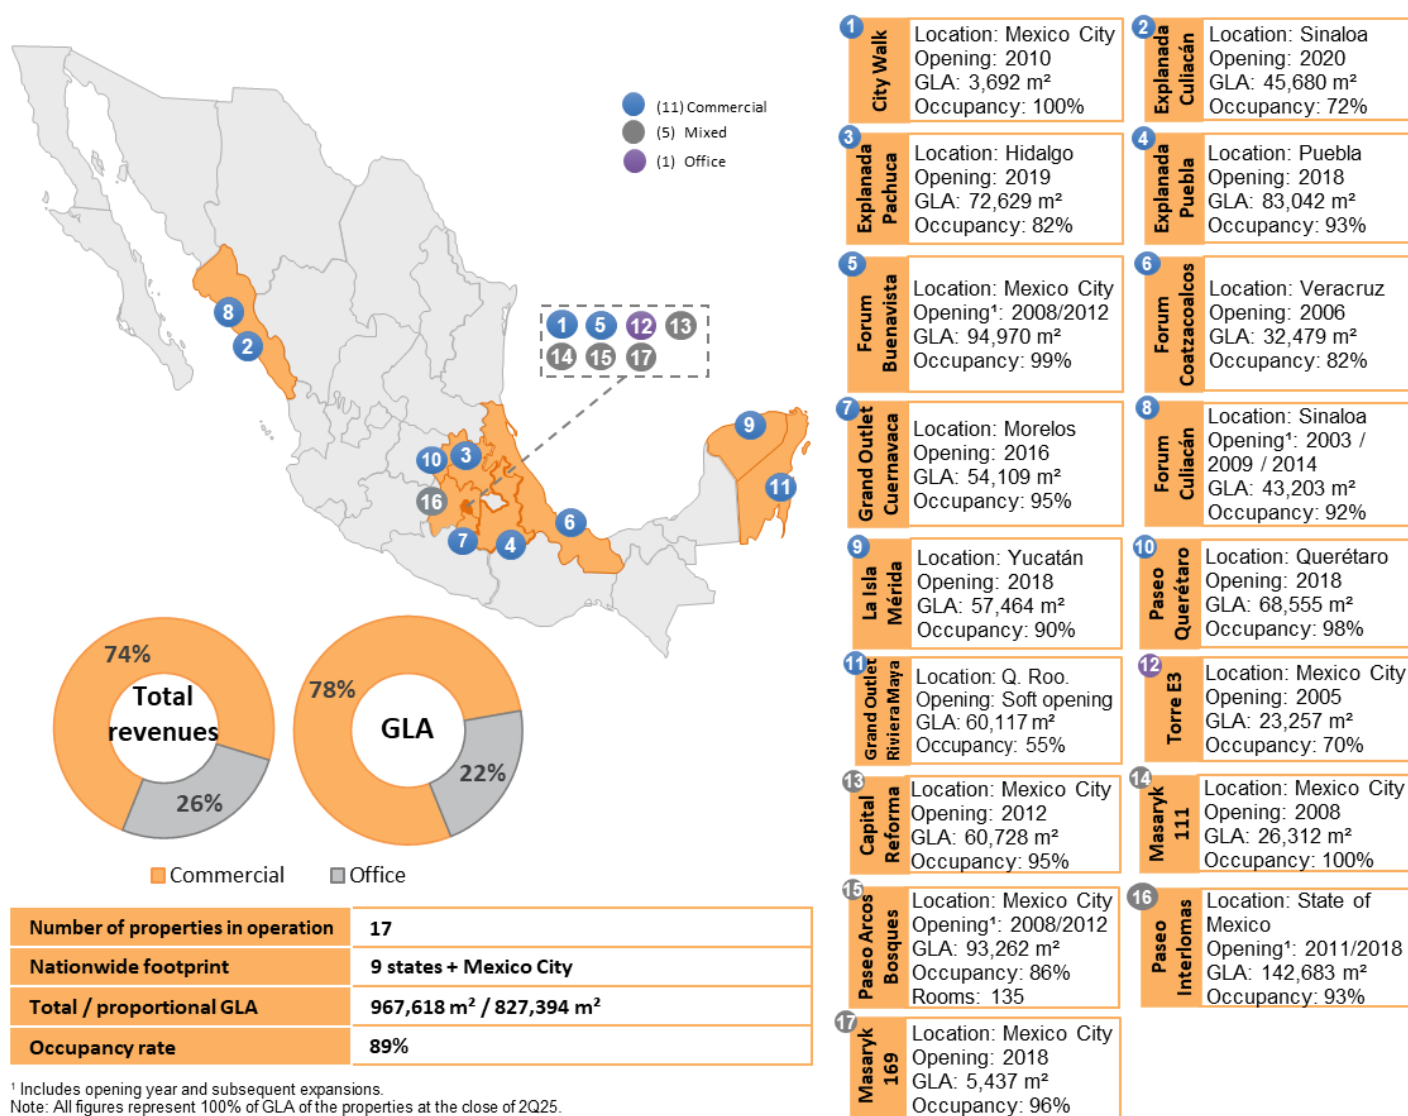 (11) Commercial
(5) Mixed
(1) Office
8
2
1
5
12
13
14
15
17
9
10
3
11
16
6
7
4
74%
Total
revenues
26%
78%
GLA
22%
Commercial
Office
Number of properties in operation
17
Nationwide footprint
9 states + Mexico City
Total / proportional GLA
967,618 m² / 827,394 m²
Occupancy rate
89%
¹ Includes opening year and subsequent expansions.
Note: All figures represent 100% of GLA of the properties at the close of 2Q25.
1
City Walk
Location: Mexico City
Opening: 2010
GLA: 3,692 m²
Occupancy: 100%
2
Explanada
Culiacán
Location: Sinaloa
Opening: 2020
GLA: 45,680 m²
Occupancy: 72%
3
Explanada
Pachuca
Location: Hidalgo
Opening: 2019
GLA: 72,629 m²
Occupancy: 82%
4
Explanada
Puebla
Location: Puebla
Opening: 2018
GLA: 83,042 m²
Occupancy: 93%
5
Forum
Buenavista
Location: Mexico City
Opening¹: 2008/2012
GLA: 94,970 m²
Occupancy: 99%
6
Forum
Coatzacoalcos
Location: Veracruz
Opening: 2006
GLA: 32,479 m²
Occupancy: 82%
7
Grand Outlet
Cuernavaca
Location: Morelos
Opening: 2016
GLA: 54,109 m²
Occupancy: 95%
8
Forum
Culiacán
Location: Sinaloa
Opening¹: 2003 /
2009 / 2014
GLA: 43,203 m²
Occupancy: 92%
9
La Isla
Mérida
Location: Yucatán
Opening: 2018
GLA: 57,464 m²
Occupancy: 90%
10
Paseo
Querétaro
Location: Querétaro
Opening: 2018
GLA: 68,555 m²
Occupancy: 98%
11
Grand Outlet
Riviera Maya
Location: Q. Roo.
Opening: Soft opening
GLA: 60,117 m²
Occupancy: 55%
12
Torre E3
Location: Mexico City
Opening: 2005
GLA: 23,257 m²
Occupancy: 70%
13
Capital
Reforma
Location: Mexico City
Opening: 2012
GLA: 60,728 m²
Occupancy: 95%
14
Masaryk
111
Location: Mexico City
Opening: 2008
GLA: 26,312 m²
Occupancy: 100%
15
Paseo Arcos
Bosques
Location: Mexico City
Opening¹: 2008/2012
GLA: 93,262 m²
Occupancy: 86%
Rooms: 135
16
Paseo
Interlomas
Location: State of
Mexico
Opening¹: 2011/2018
GLA: 142,683 m²
Occupancy: 93%
17
Masaryk
169
Location: Mexico City
Opening: 2018
GLA: 5,437 m²
Occupancy: 96%